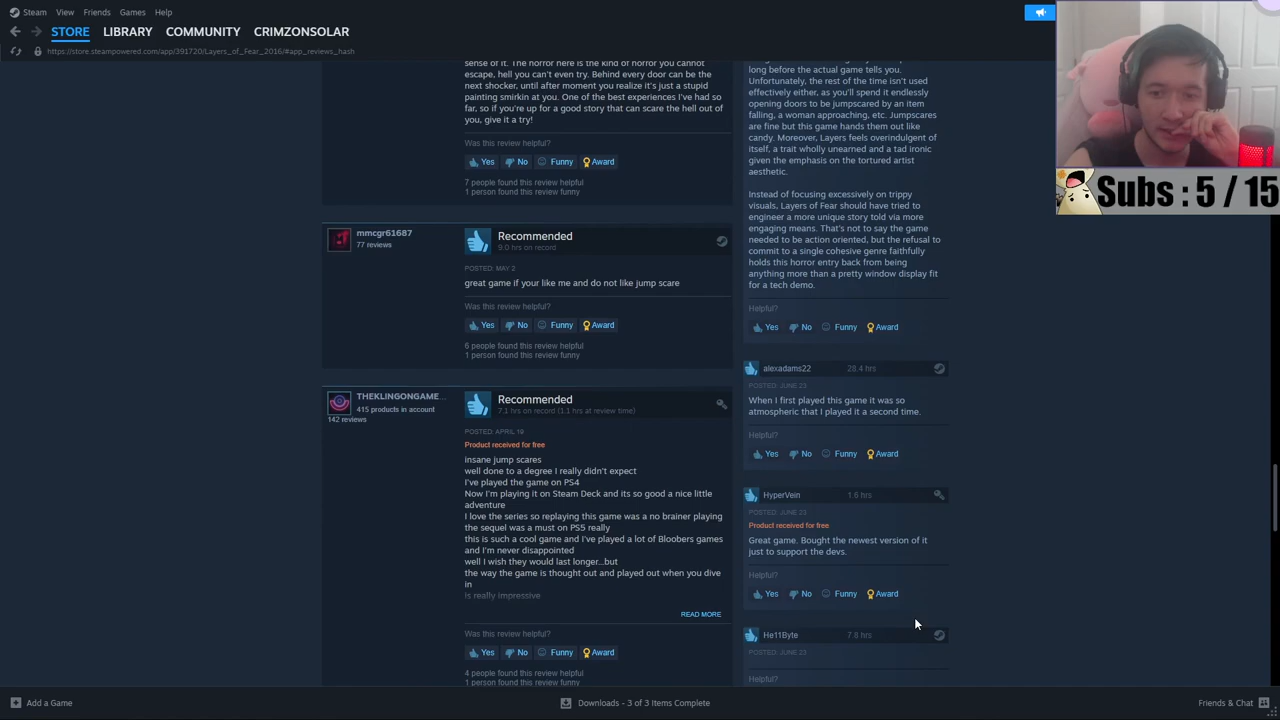 Steam View Friends Games Help
STORE LIBRARY COMMUNITY CRIMZONSOLAR
https://store.steampowered.com/app/391720/Layers_of_Fear_2016/#app_reviews_hash
Subs : 5 / 15
sense of it. The horror here is the kind of horror you cannot
escape, hell you can't even try. Behind every door can be the
next shocker, until after moment you realize it's just a stupid
painting smirkin at you. One of the best experiences I've had so
far, so if you're up for a good story that can scare the hell out of
you, give it a try!
Was this review helpful?
Yes No Funny Award
7 people found this review helpful
1 person found this review funny
mmcgr61687
77 reviews
Recommended
9.0 hrs on record
POSTED: MAY 2
great game if your like me and do not like jump scare
Was this review helpful?
Yes No Funny Award
6 people found this review helpful
1 person found this review funny
THEKLINGONGAME...
415 products in account
142 reviews
Recommended
7.1 hrs on record (1.1 hrs at review time)
POSTED: APRIL 19
Product received for free
insane jump scares
well done to a degree I really didn't expect
I've played the game on PS4
Now I'm playing it on Steam Deck and its so good a nice little
adventure
I love the series so replaying this game was a no brainer playing
the sequel was a must on PS5 really
this is such a cool game and I've played a lot of Bloobers games
and I'm never disappointed
well I wish they would last longer...but
the way the game is thought out and played out when you dive
in
Is really impressive
READ MORE
Was this review helpful?
Yes No Funny Award
4 people found this review helpful
1 person found this review funny
long before the actual game tells you.
Unfortunately, the rest of the time isn't used
effectively either, as you'll spend it endlessly
opening doors to be jumpscared by an item
falling, a woman approaching, etc. Jumpscares
are fine but this game hands them out like
candy. Moreover, Layers feels overindulgent of
itself, a trait wholly unearned and a tad ironic
given the emphasis on the tortured artist
aesthetic.
Instead of focusing excessively on trippy
visuals, Layers of Fear should have tried to
engineer a more unique story told via more
engaging means. That's not to say the game
needed to be action oriented, but the refusal to
commit to a single cohesive genre faithfully
holds this horror entry back from being
anything more than a pretty window display fit
for a tech demo.
Helpful?
Yes No Funny Award
alexadams22 28.4 hrs
POSTED: JUNE 23
When I first played this game it was so
atmospheric that I played it a second time.
Helpful?
Yes No Funny Award
HyperVein 1.6 hrs
POSTED: JUNE 23
Product received for free
Great game. Bought the newest version of it
just to support the devs.
Helpful?
Yes No Funny Award
He11Byte 7.8 hrs
POSTED: JUNE 23
Helpful?
Add a Game Downloads - 3 of 3 Items Complete Friends & Chat